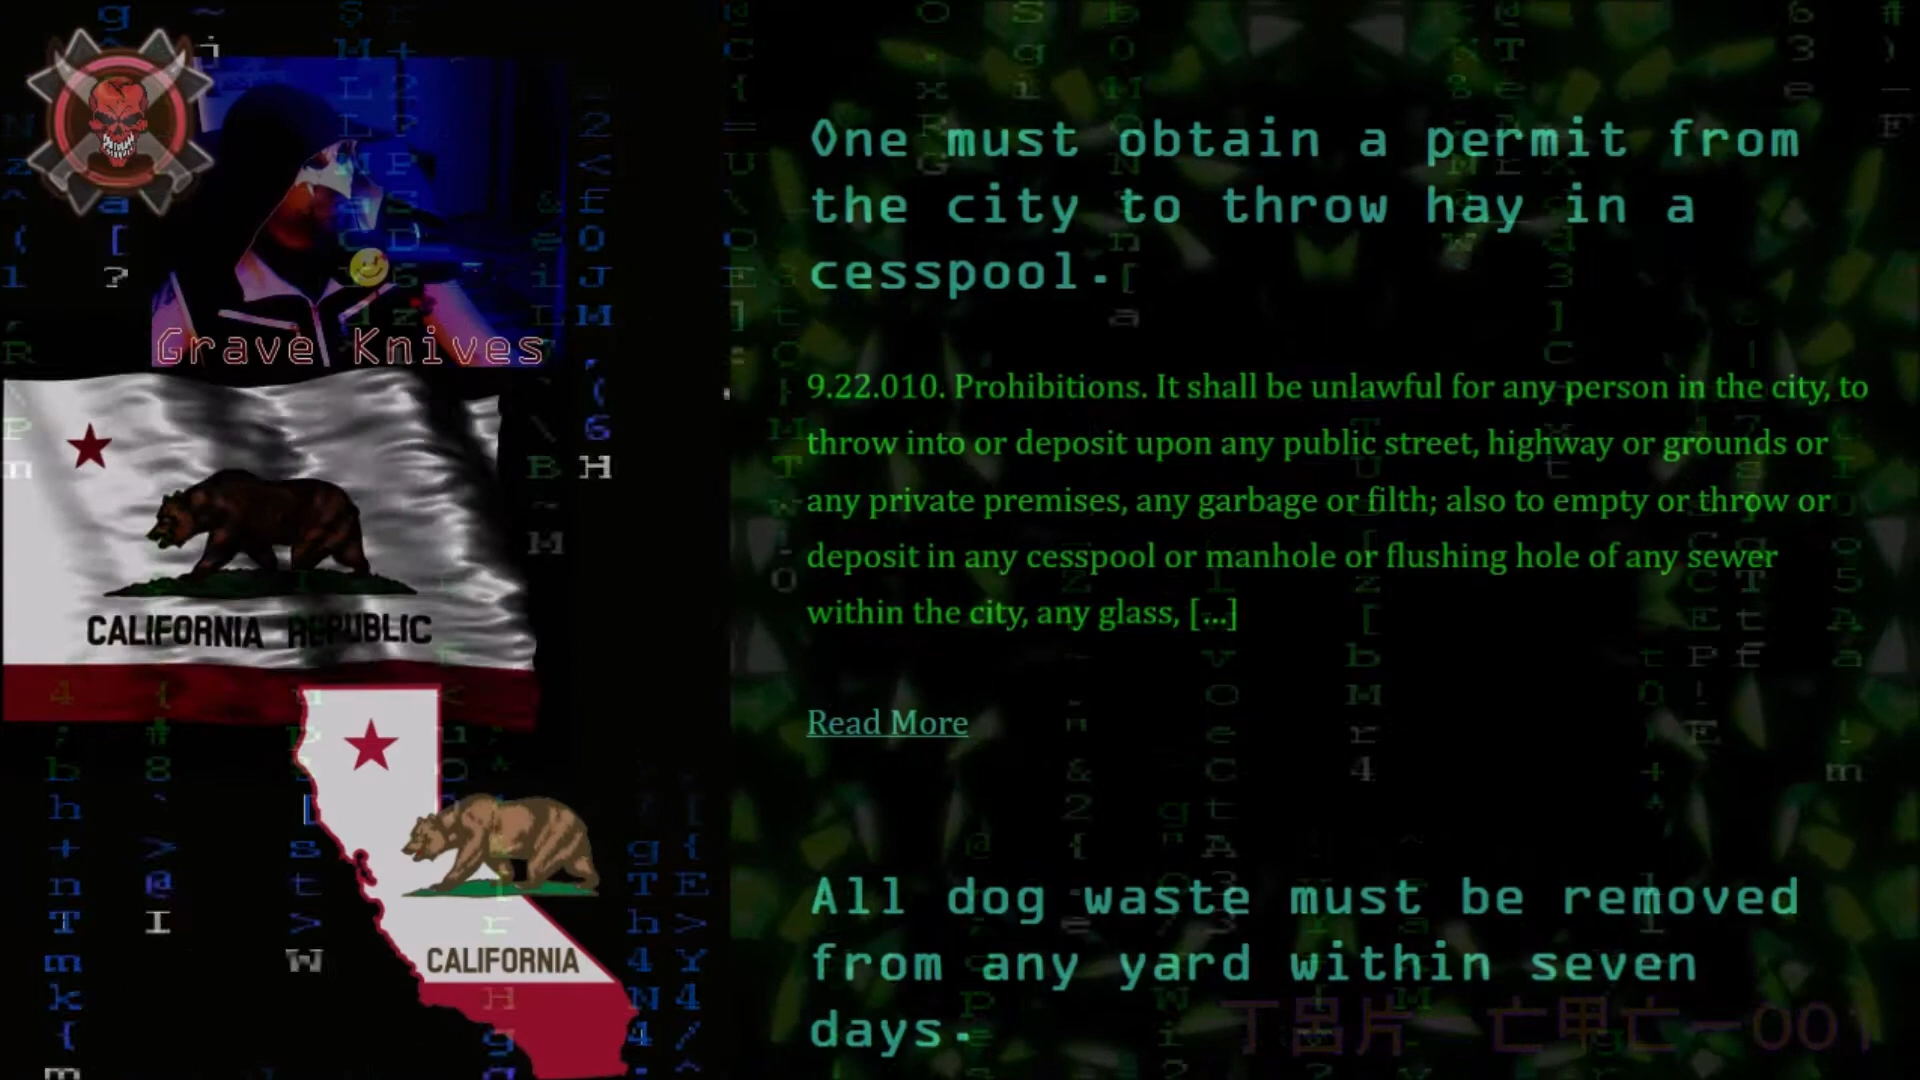 Grave Knives
CALIFORNIA REPUBLIC
CALIFORNIA
One must obtain a permit from
the city to throw hay in a
cesspool.
9.22.010. Prohibitions. It shall be unlawful for any person in the city, to
throw into or deposit upon any public street, highway or grounds or
any private premises, any garbage or filth; also to empty or throw or
deposit in any cesspool or manhole or flushing hole of any sewer
within the city, any glass, [...]
Read More
All dog waste must be removed
from any yard within seven
days.